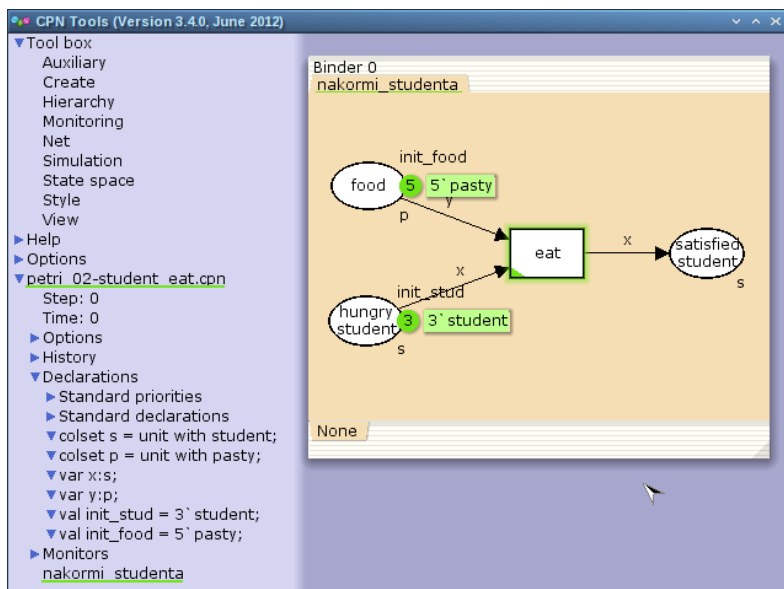 CPN Tools (Version 3.4.0, June 2012)
Tool box
Auxiliary
Create
Hierarchy
Monitoring
Net
Simulation
State space
Style
View
Help
Options
petri_02-student_eat.cpn
Step: 0
Time: 0
Options
History
Declarations
Standard priorities
Standard declarations
colset s = unit with student;
colset p = unit with pasty;
var x:s;
var y:p;
val init_stud = 3`student;
val init_food = 5`pasty;
Monitors
nakormi_studenta
Binder 0
nakormi_studenta
init_food
food
5
5`pasty
y
p
eat
x
satisfied
student
s
x
init_stud
hungry
student
3
3`student
s
None